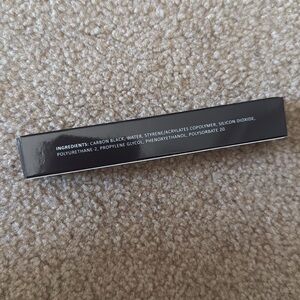 INGREDIENTS: CARBON BLACK, WATER, STYRENE/ACRYLATES COPOLYMER, SILICON DIOXIDE,
POLYURETHANE-2, PROPYLENE GLYCOL, PHENOXYETHANOL, POLYSORBATE 20.